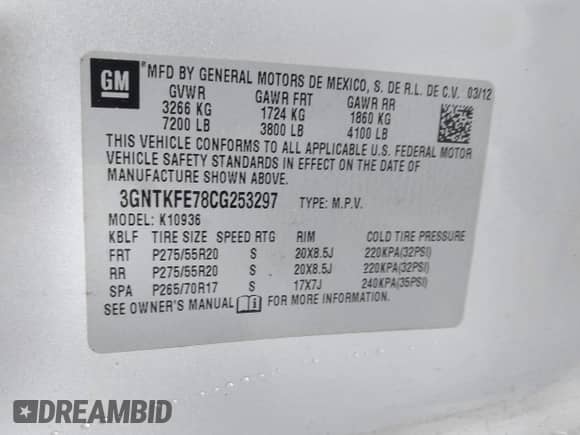 GM
MFD BY GENERAL MOTORS DE MEXICO, S. DE R.L. DE C.V. 03/12
GVWR GAWR FRT GAWR RR
3266 KG 1724 KG 1860 KG
7200 LB 3800 LB 4100 LB
THIS VEHICLE CONFORMS TO ALL APPLICABLE U.S. FEDERAL MOTOR
VEHICLE SAFETY STANDARDS IN EFFECT ON THE DATE OF
MANUFACTURE SHOWN ABOVE.
3GNTKFE78CG253297 TYPE: M.P.V.
MODEL: K10936
KBLF TIRE SIZE SPEED RTG RIM COLD TIRE PRESSURE
FRT P275/55R20 S 20X8.5J 220KPA(32PSI)
RR P275/55R20 S 20X8.5J 220KPA(32PSI)
SPA P265/70R17 S 17X7J 240KPA(35PSI)
SEE OWNER'S MANUAL FOR MORE INFORMATION.
DREAMBID